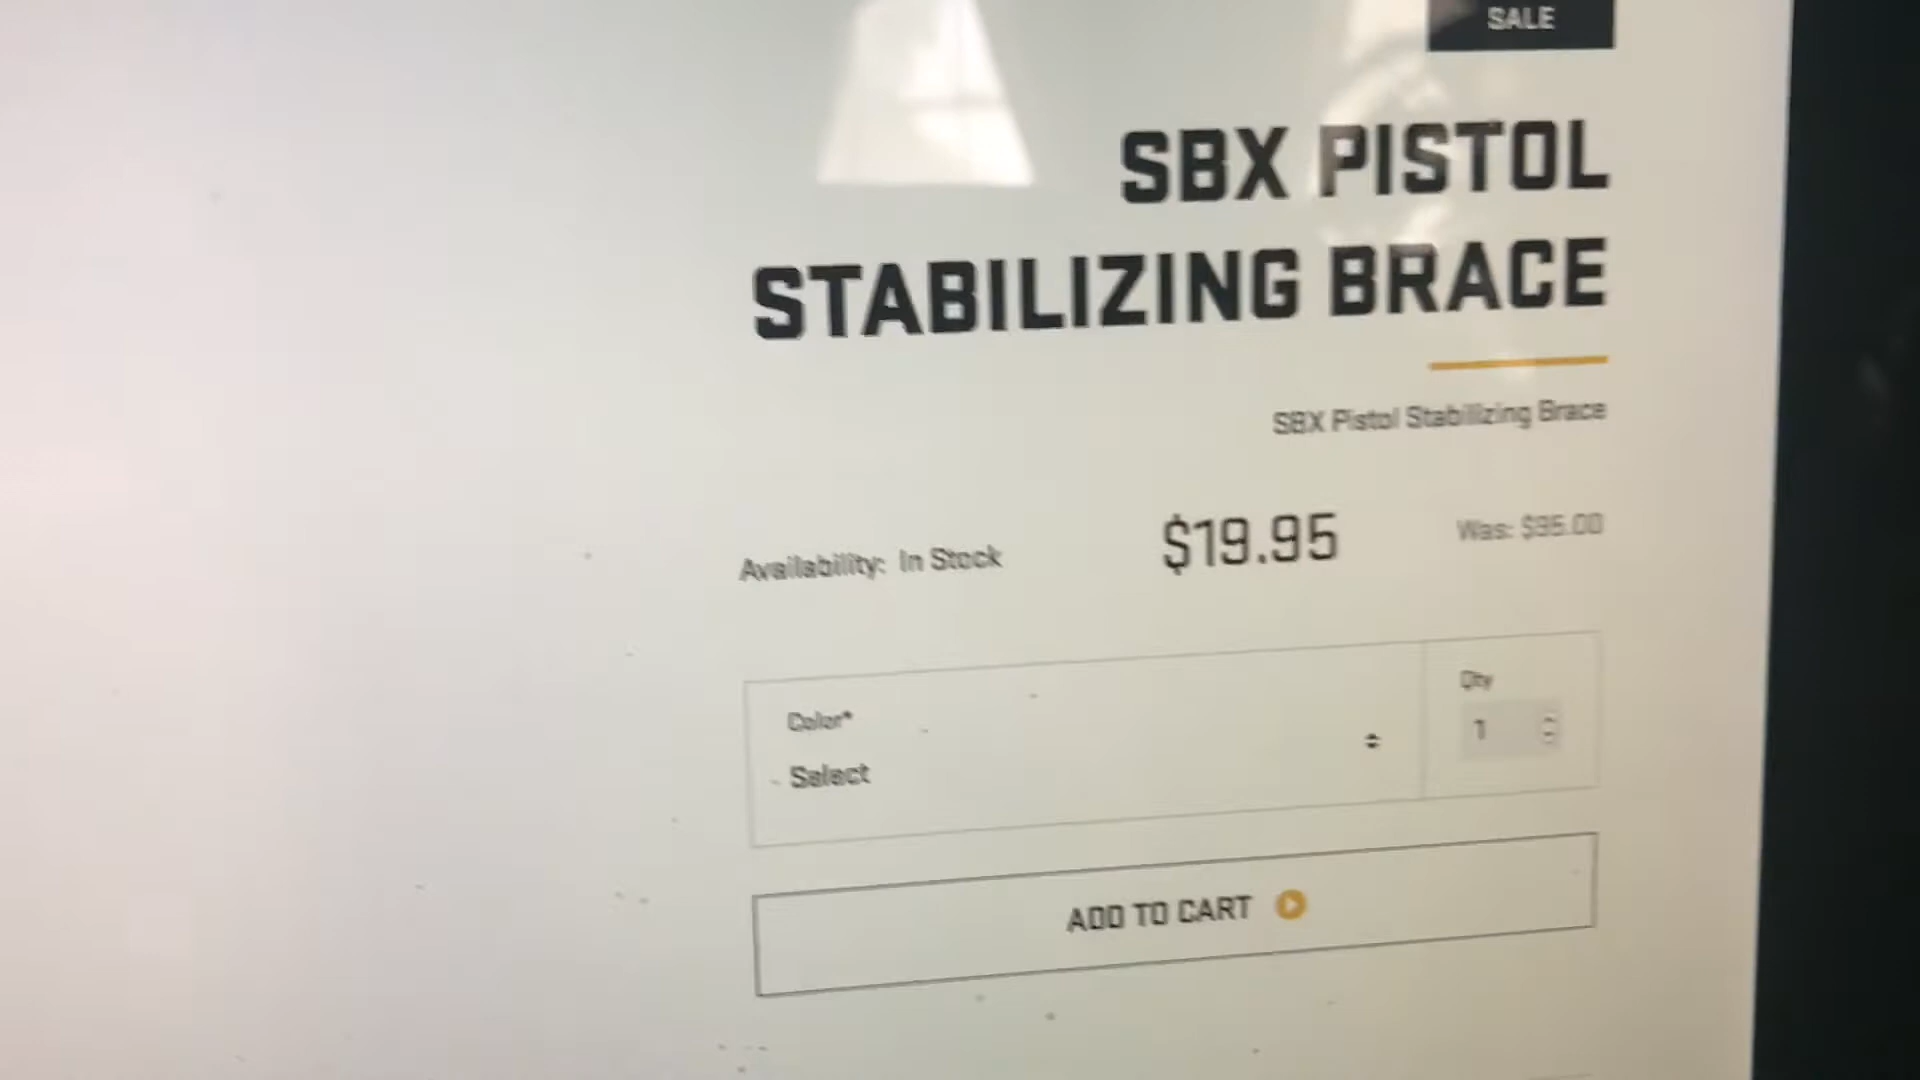 SALE
SBX PISTOL
STABILIZING BRACE
SBX Pistol Stabilizing Brace
Availability: In Stock
$19.95
Was: $95.00
Color*
Select
Qty
1
ADD TO CART